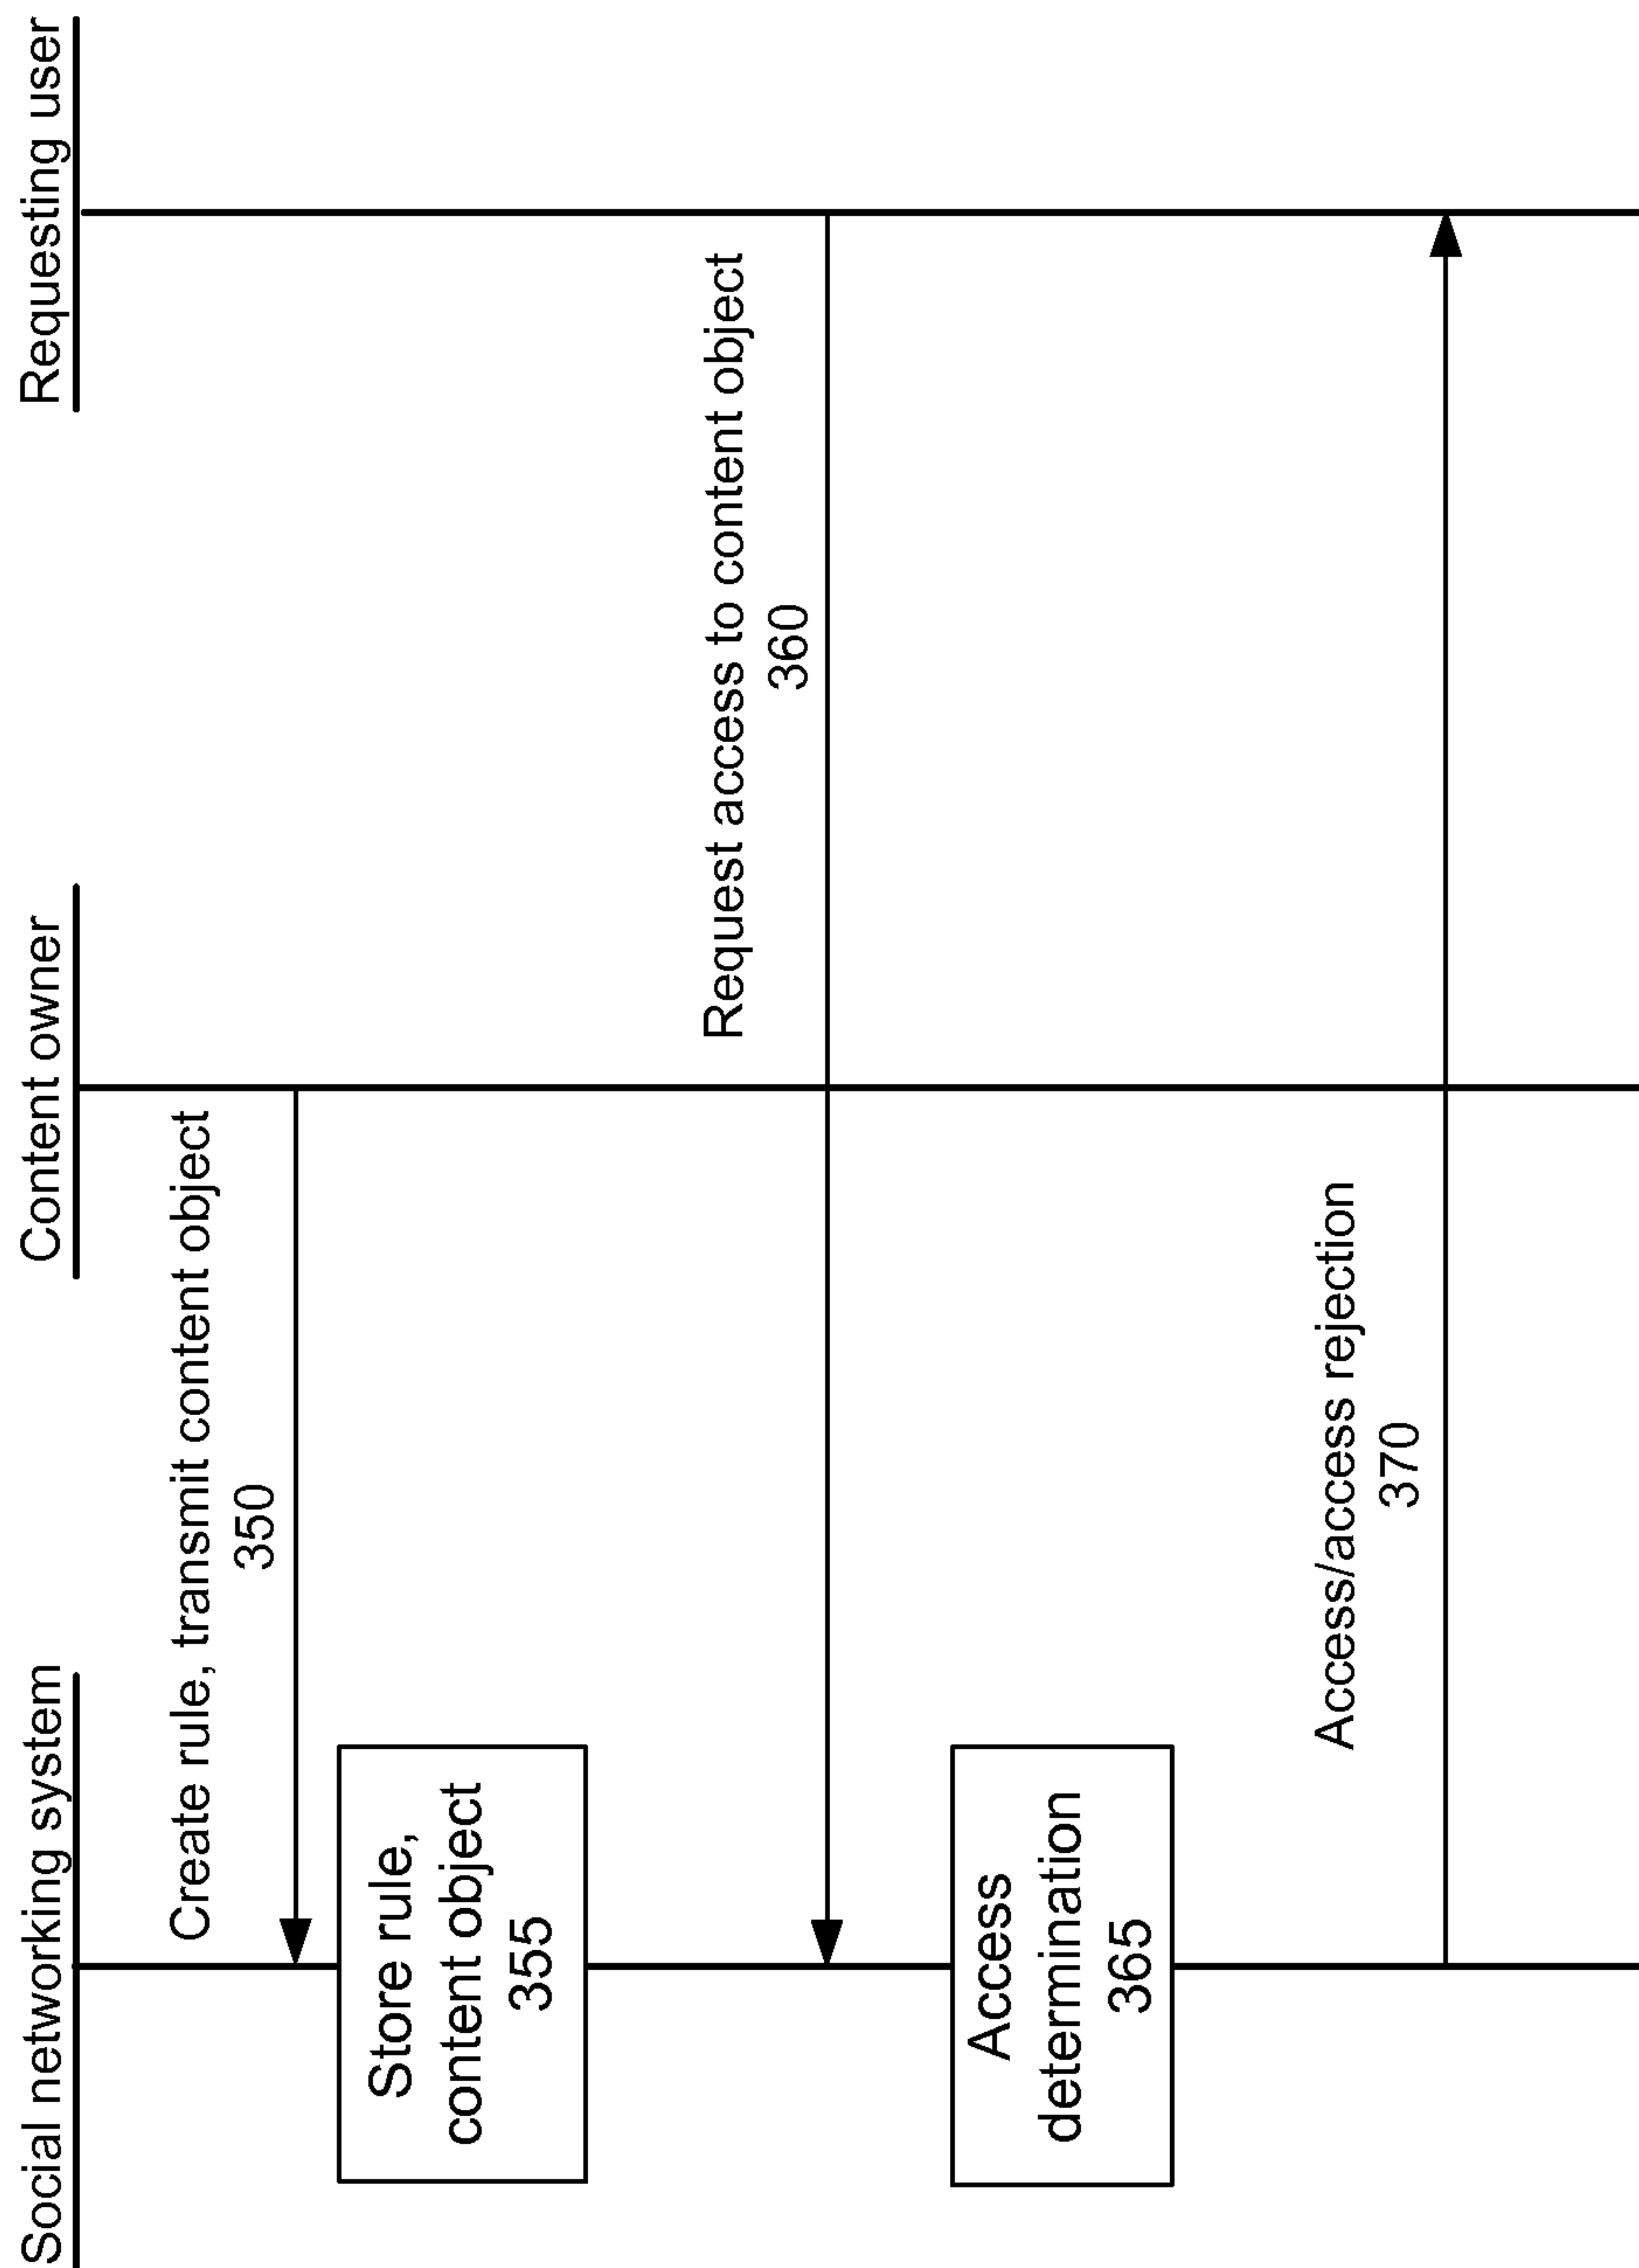 Social networking system
Content owner
Requesting user
Create rule, transmit content object
350
Store rule,
content object
355
Request access to content object
360
Access
determination
365
Access/access rejection
370